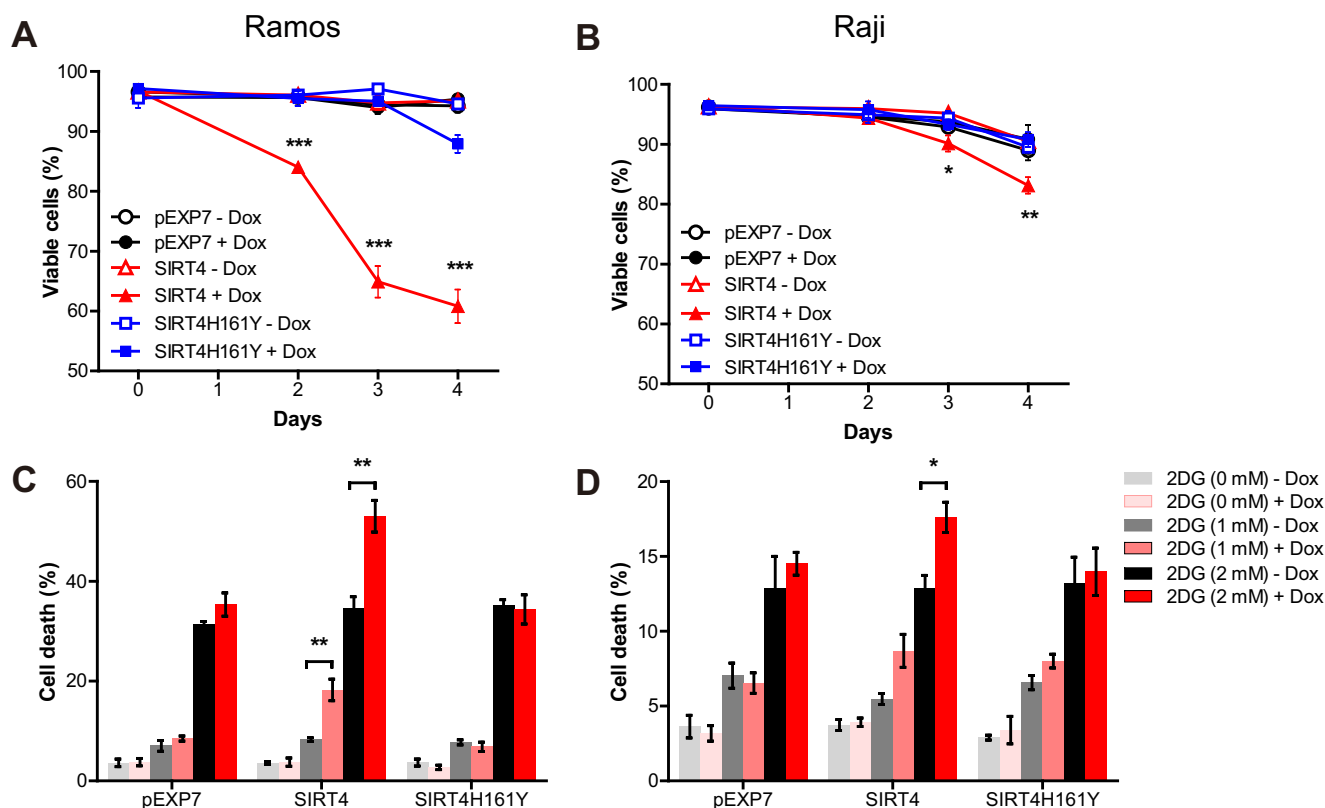 A
Ramos
Viable cells (%)
100
90
80
70
60
50
***
***
***
pEXP7 - Dox
pEXP7 + Dox
SIRT4 - Dox
SIRT4 + Dox
SIRT4H161Y - Dox
SIRT4H161Y + Dox
0 1 2 3 4
Days
B
Raji
Viable cells (%)
100
90
80
70
60
50
*
**
pEXP7 - Dox
pEXP7 + Dox
SIRT4 - Dox
SIRT4 + Dox
SIRT4H161Y - Dox
SIRT4H161Y + Dox
0 1 2 3 4
Days
C
Cell death (%)
60
40
20
0
**
**
pEXP7 SIRT4 SIRT4H161Y
D
Cell death (%)
20
15
10
5
0
*
pEXP7 SIRT4 SIRT4H161Y
2DG (0 mM) - Dox
2DG (0 mM) + Dox
2DG (1 mM) - Dox
2DG (1 mM) + Dox
2DG (2 mM) - Dox
2DG (2 mM) + Dox